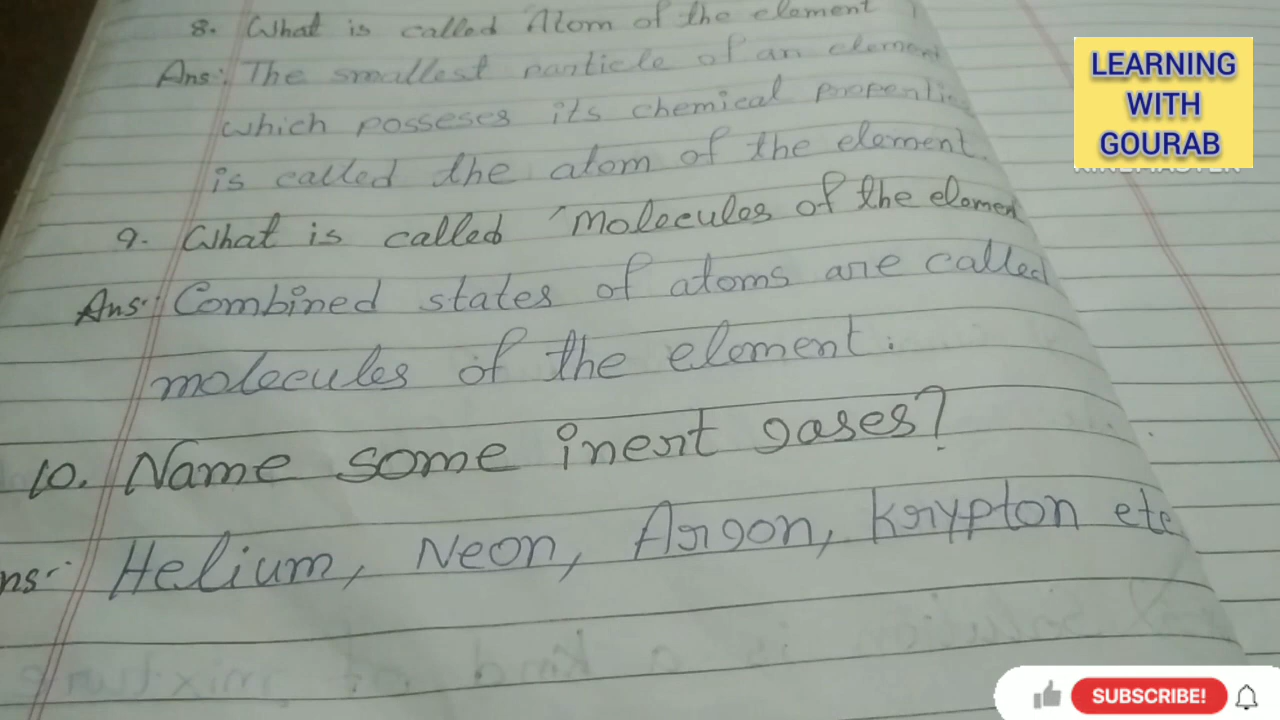 8. What is called Atom of the element
Ans: The smallest particle of an element
which posseses its chemical
is called the atom of the element.
9. What is called Molecules of the
Ans: Combined states of atoms are called
molecules of the element.
10. Name some inert gases?
ns: Helium, Neon, Argon, Krypton etc
LEARNING
WITH
GOURAB
KINEMASTER
SUBSCRIBE!